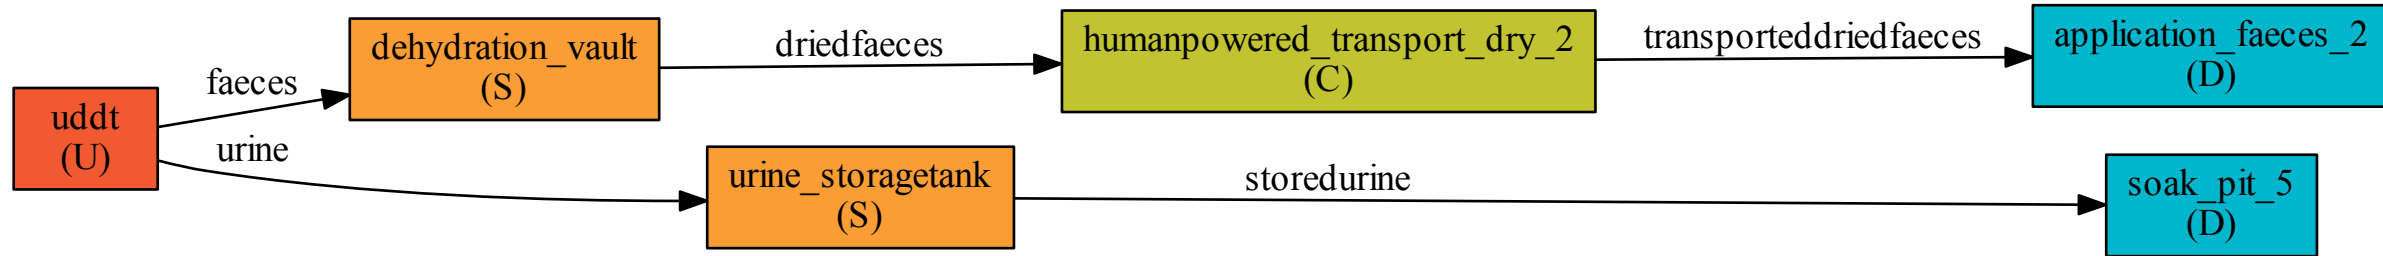 uddt
(U)
faeces
urine
dehydration_vault
(S)
driedfaeces
humanpowered_transport_dry_2
(C)
transporteddriedfaeces
application_faeces_2
(D)
urine_storagetank
(S)
storedurine
soak_pit_5
(D)